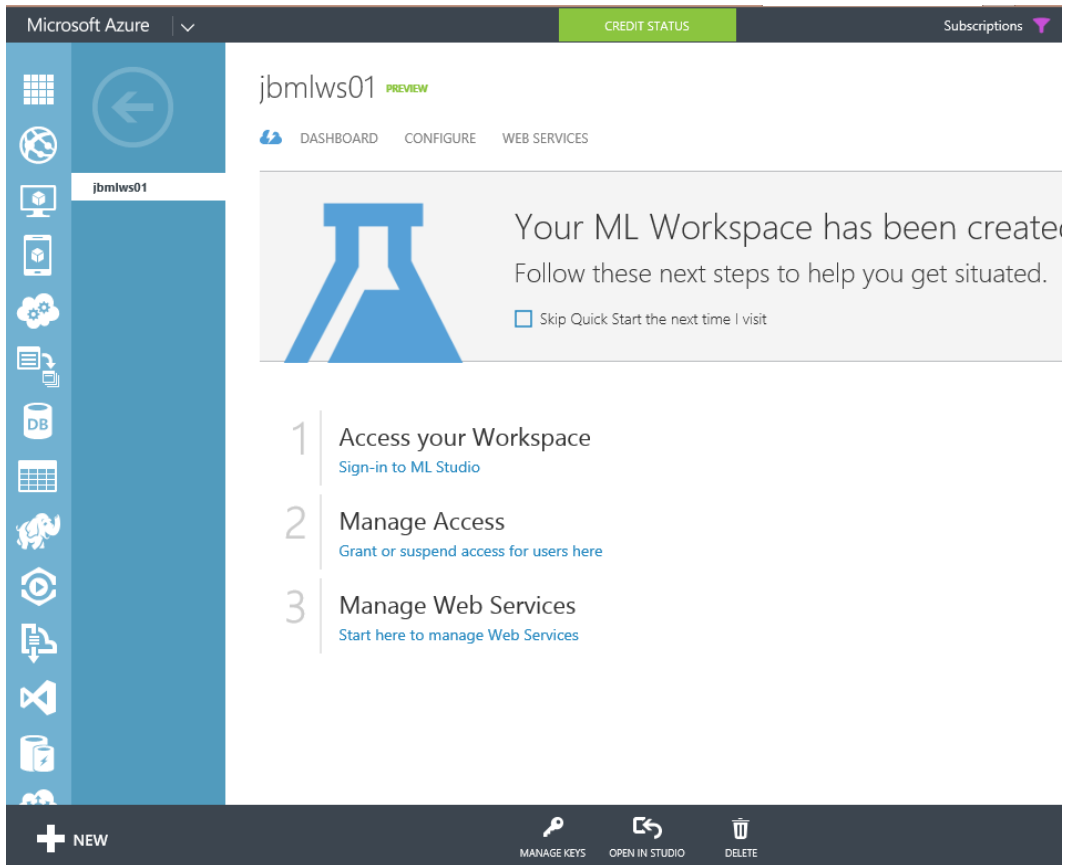 Microsoft Azure
CREDIT STATUS
Subscriptions
jbmlws01 PREVIEW
DASHBOARD CONFIGURE WEB SERVICES
jbmlws01
Your ML Workspace has been create
Follow these next steps to help you get situated.
Skip Quick Start the next time I visit
1 Access your Workspace
Sign-in to ML Studio
2 Manage Access
Grant or suspend access for users here
3 Manage Web Services
Start here to manage Web Services
DB
NEW
MANAGE KEYS OPEN IN STUDIO DELETE